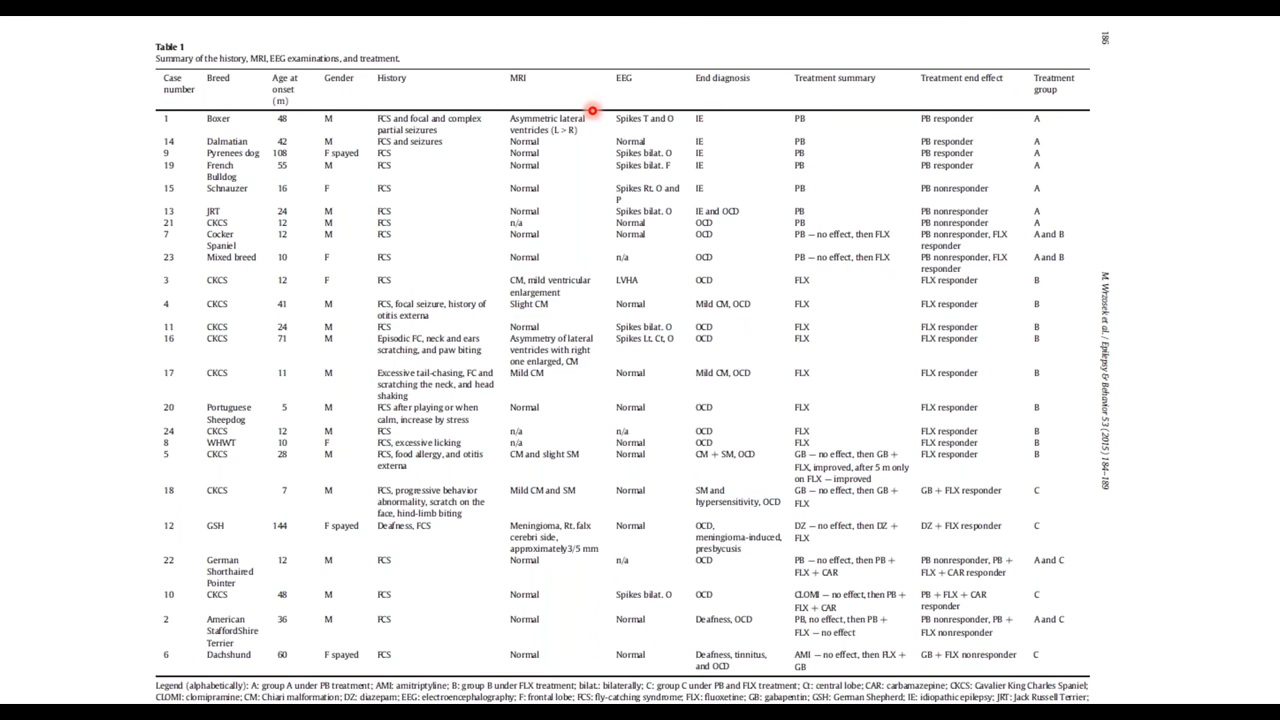 Table 1
Summary of the history, MRI, EEG examinations, and treatment.
Case number Breed Age at onset (m) Gender History MRI EEG End diagnosis Treatment summary Treatment end effect Treatment group
1 Boxer 48 M FCS and focal and complex partial seizures Asymmetric lateral ventricles (L > R) Spikes T and O IE PB PB responder A
14 Dalmatian 42 M FCS and seizures Normal Normal IE PB PB responder A
9 Pyrenees dog 108 F spayed FCS Normal Spikes bilat. O IE PB PB responder A
19 French Bulldog 55 M FCS Normal Spikes bilat. F IE PB PB responder A
15 Schnauzer 16 F FCS Normal Spikes Rt. O and P IE PB PB nonresponder A
13 JRT 24 M FCS Normal Spikes bilat. O IE and OCD PB PB nonresponder A
21 CKCS 12 M FCS n/a Normal OCD PB PB nonresponder A
7 Cocker Spaniel 12 M FCS Normal Normal OCD PB — no effect, then FLX PB nonresponder, FLX responder A and B
23 Mixed breed 10 F FCS Normal n/a OCD PB — no effect, then FLX PB nonresponder, FLX responder A and B
3 CKCS 12 F FCS CM, mild ventricular enlargement LVHA OCD FLX FLX responder B
4 CKCS 41 M FCS, focal seizure, history of otitis externa Slight CM Normal Mild CM, OCD FLX FLX responder B
11 CKCS 24 M FCS Normal Spikes bilat. O OCD FLX FLX responder B
16 CKCS 71 M Episodic FC, neck and ears scratching, and paw biting Asymmetry of lateral ventricles with right one enlarged, CM Spikes Lt. Ct, O OCD FLX FLX responder B
17 CKCS 11 M Excessive tail-chasing, FC and scratching the neck, and head shaking Mild CM Normal Mild CM, OCD FLX FLX responder B
20 Portuguese Sheepdog 5 M FCS after playing or when calm, increase by stress Normal Normal OCD FLX FLX responder B
24 CKCS 12 M FCS n/a n/a OCD FLX FLX responder B
8 WHWT 10 F FCS, excessive licking n/a Normal OCD FLX FLX responder B
5 CKCS 28 M FCS, food allergy, and otitis externa CM and slight SM Normal CM + SM, OCD GB — no effect, then GB + FLX, improved, after 5 m only on FLX — improved FLX responder B
18 CKCS 7 M FCS, progressive behavior abnormality, scratch on the face, hind-limb biting Mild CM and SM Normal SM and hypersensitivity, OCD GB — no effect, then GB + FLX GB + FLX responder C
12 GSH 144 F spayed Deafness, FCS Meningioma, Rt. falx cerebri side, approximately3/5 mm Normal OCD, meningioma-induced, presbycusis DZ — no effect, then DZ + FLX DZ + FLX responder C
22 German Shorthaired Pointer 12 M FCS Normal n/a OCD PB — no effect, then PB + FLX + CAR PB nonresponder, PB + FLX + CAR responder A and C
10 CKCS 48 M FCS Normal Spikes bilat. O OCD CLOMI — no effect, then PB + FLX + CAR PB + FLX + CAR responder C
2 American StaffordShire Terrier 36 M FCS Normal Normal Deafness, OCD PB, no effect, then PB + FLX — no effect PB nonresponder, PB + FLX nonresponder A and C
6 Dachshund 60 F spayed FCS Normal Normal Deafness, tinnitus, and OCD AMI — no effect, then FLX + GB GB + FLX nonresponder C
Legend (alphabetically): A: group A under PB treatment; AMI: amitriptyline; B: group B under FLX treatment; bilat.: bilaterally; C: group C under PB and FLX treatment; Ct: central lobe; CAR: carbamazepine; CKCS: Cavalier King Charles Spaniel;
CLOMI: clomipramine; CM: Chiari malformation; DZ: diazepam; EEG: electroencephalography; F: frontal lobe; FCS: fly-catching syndrome; FLX: fluoxetine; GB: gabapentin; GSH: German Shepherd; IE: idiopathic epilepsy; JRT: Jack Russell Terrier;
186
M. Wrzosek et al. / Epilepsy & Behavior 53 (2015) 184–189